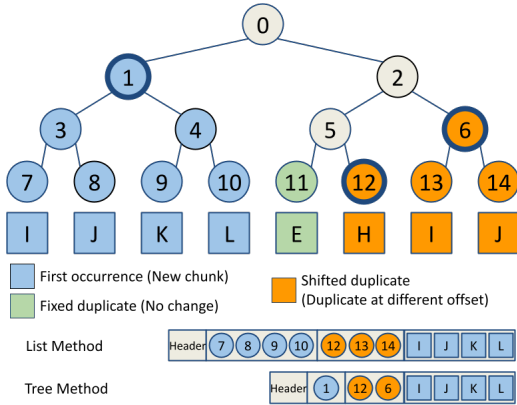 0
1 2
3 4 5 6
7 8 9 10 11 12 13 14
I J K L E H I J
First occurrence (New chunk)
Fixed duplicate (No change)
Shifted duplicate
(Duplicate at different offset)
List Method Header 7 8 9 10 12 13 14 I J K L
Tree Method Header 1 12 6 I J K L